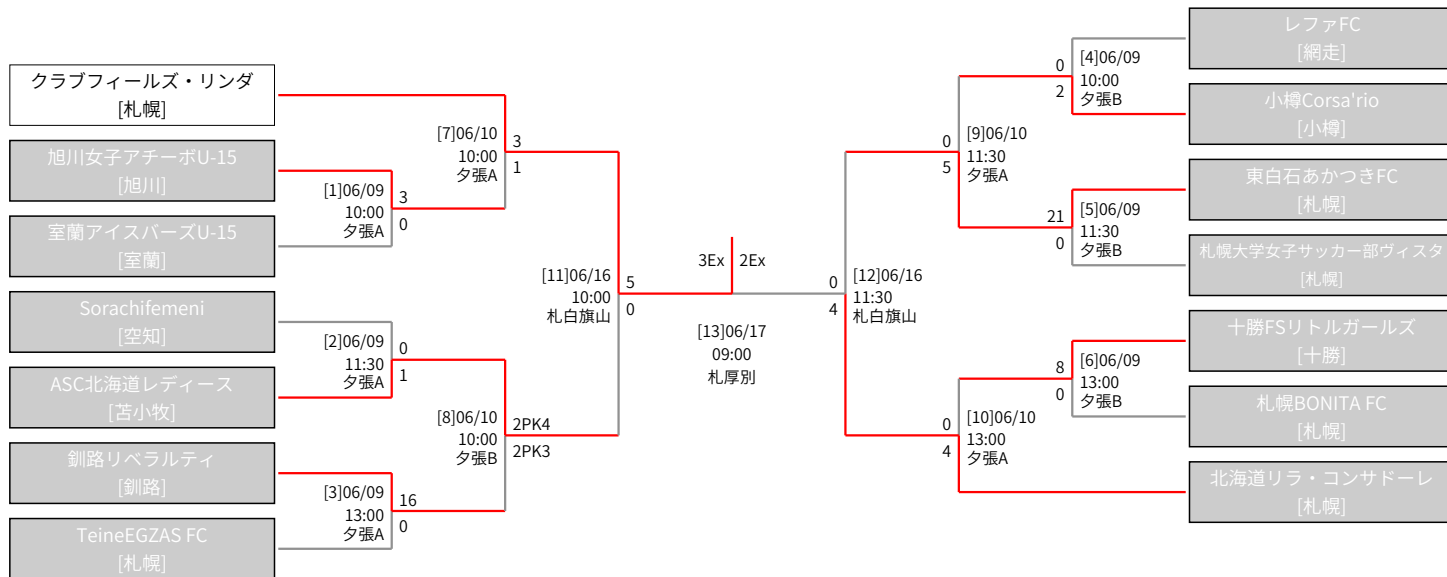 クラブフィールズ・リンダ
[札幌]
旭川女子アチーボU-15
[旭川]
室蘭アイスバーズU-15
[室蘭]
Sorachifemeni
[空知]
ASC北海道レディース
[苫小牧]
釧路リベラルティ
[釧路]
TeineEGZAS FC
[札幌]
[1]06/09
10:00
夕張A
3
0
[2]06/09
11:30
夕張A
0
1
[3]06/09
13:00
夕張A
16
0
[7]06/10
10:00
夕張A
3
1
[8]06/10
10:00
夕張B
2PK4
2PK3
[11]06/16
10:00
札白旗山
5
0
3Ex
2Ex
[13]06/17
09:00
札厚別
0
4
[12]06/16
11:30
札白旗山
0
5
[9]06/10
11:30
夕張A
0
4
[10]06/10
13:00
夕張A
0
2
[4]06/09
10:00
夕張B
21
0
[5]06/09
11:30
夕張B
8
0
[6]06/09
13:00
夕張B
レファFC
[網走]
小樽Corsa'rio
[小樽]
東白石あかつきFC
[札幌]
札幌大学女子サッカー部ヴィスタ
[札幌]
十勝FSリトルガールズ
[十勝]
札幌BONITA FC
[札幌]
北海道リラ・コンサドーレ
[札幌]